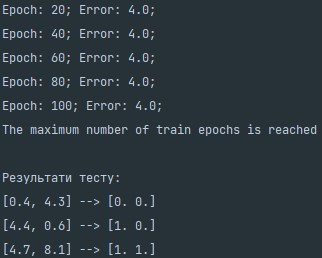 Epoch: 20; Error: 4.0;
Epoch: 40; Error: 4.0;
Epoch: 60; Error: 4.0;
Epoch: 80; Error: 4.0;
Epoch: 100; Error: 4.0;
The maximum number of train epochs is reached
Результати тесту:
[0.4, 4.3] --> [0. 0.]
[4.4, 0.6] --> [1. 0.]
[4.7, 8.1] --> [1. 1.]